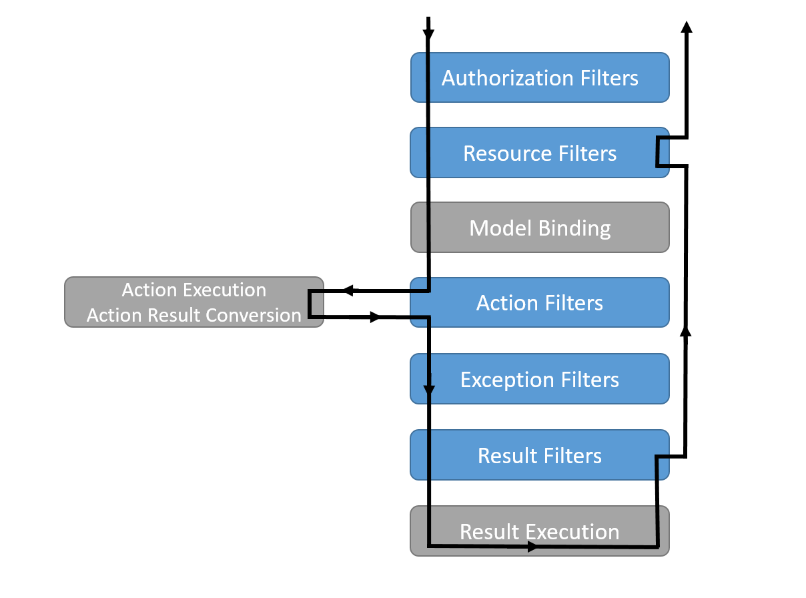 Authorization Filters
Resource Filters
Model Binding
Action Execution
Action Result Conversion
Action Filters
Exception Filters
Result Filters
Result Execution